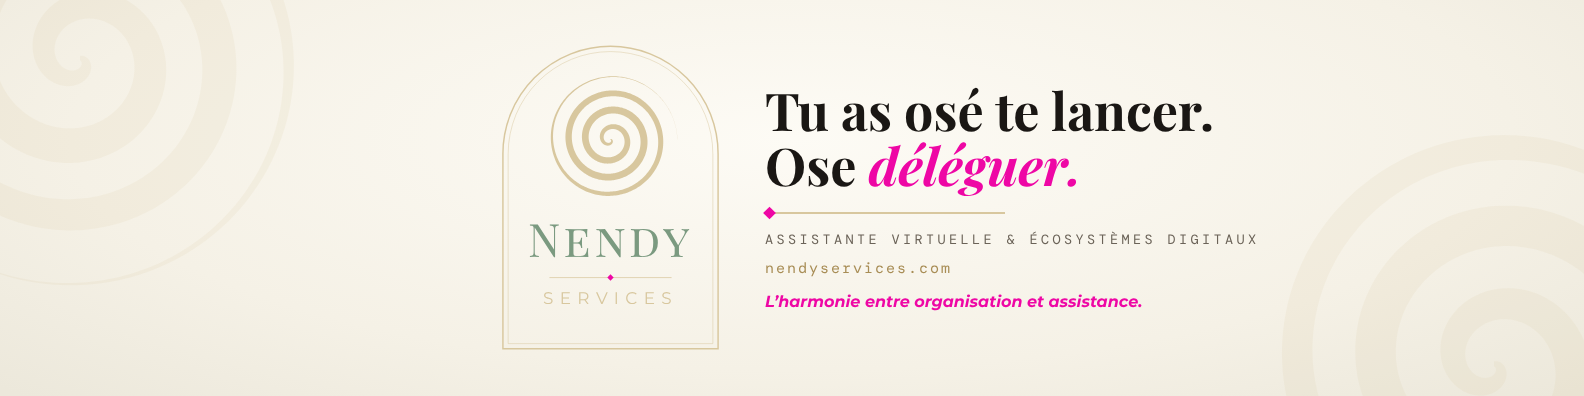 NENDY
SERVICES
Tu as osé te lancer.
Ose déléguer.
ASSISTANTE VIRTUELLE & ÉCOSYSTÈMES DIGITAUX
nendyservices.com
L’harmonie entre organisation et assistance.